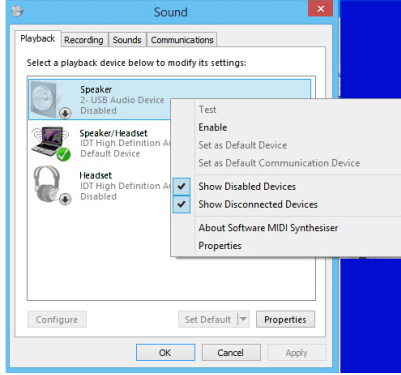 Sound
Playback Recording Sounds Communications
Select a playback device below to modify its settings:
Speaker
2- USB Audio Device
Disabled
Speaker/Headset
IDT High Definition
Default Device
Headset
IDT High Definition
Disabled
Test
Enable
Set as Default Device
Set as Default Communication Device
Show Disabled Devices
Show Disconnected Devices
About Software MIDI Synthesiser
Properties
Configure Set Default Properties
OK Cancel Apply